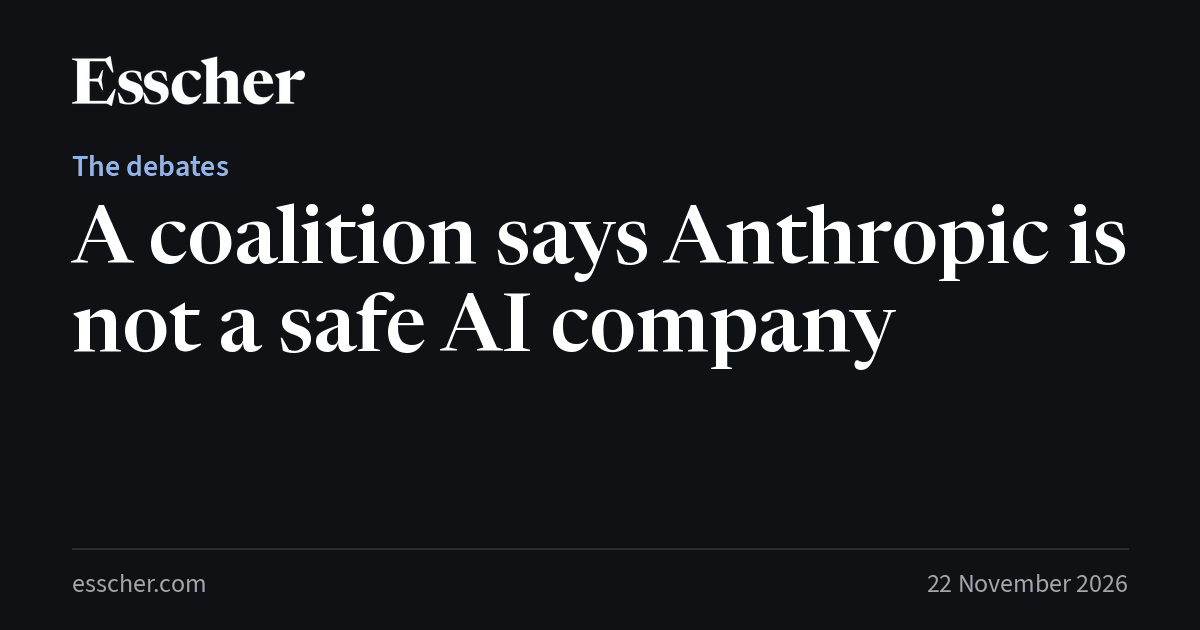 Esscher
The debates
A coalition says Anthropic is
not a safe AI company
esscher.com
22 November 2026